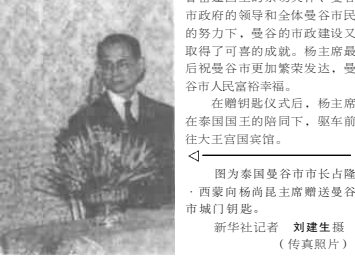 市政府的领导和全体曼谷市民
的努力下，曼谷的市政建设又
取得了可喜的成就。杨主席最
后祝曼谷市更加繁荣发达，曼
谷市人民富裕幸福。
在赠钥匙仪式后，杨主席
在泰国国王的陪同下，驱车前
往大王宫国宾馆。
图为泰国曼谷市市长占隆
·西蒙向杨尚昆主席赠送曼谷
市城门钥匙。
新华社记者 刘建生摄
（传真照片）